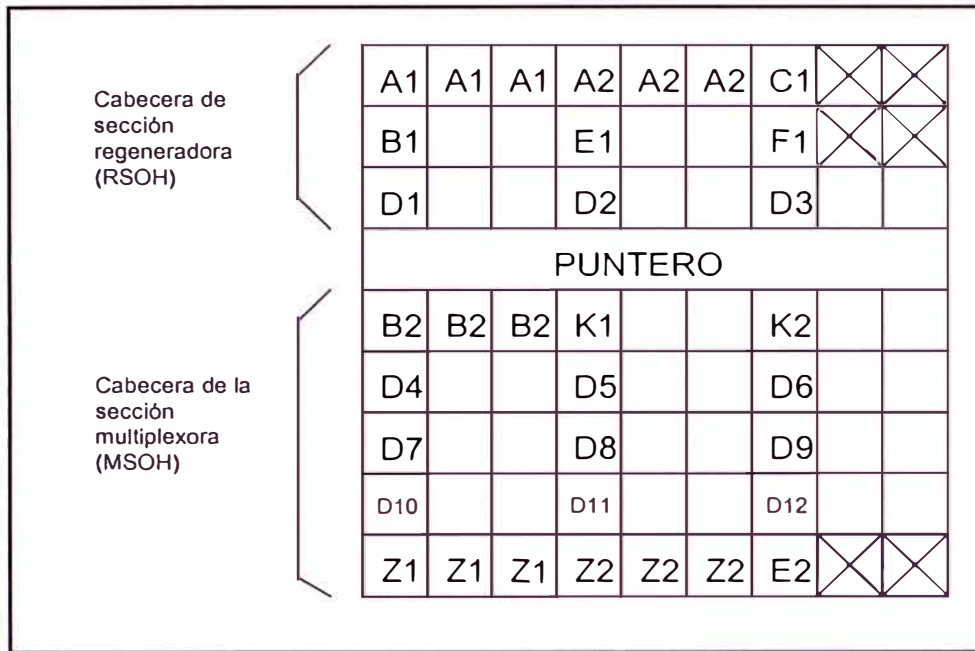 Cabecera de
sección
regeneradora
(RSOH)
A1 A1 A1 A2 A2 A2 C1
B1 E1 F1
D1 D2 D3
PUNTERO
Cabecera de la
sección
multiplexora
(MSOH)
B2 B2 B2 K1 K2
D4 D5 D6
D7 D8 D9
D10 D11 D12
Z1 Z1 Z1 Z2 Z2 Z2 E2